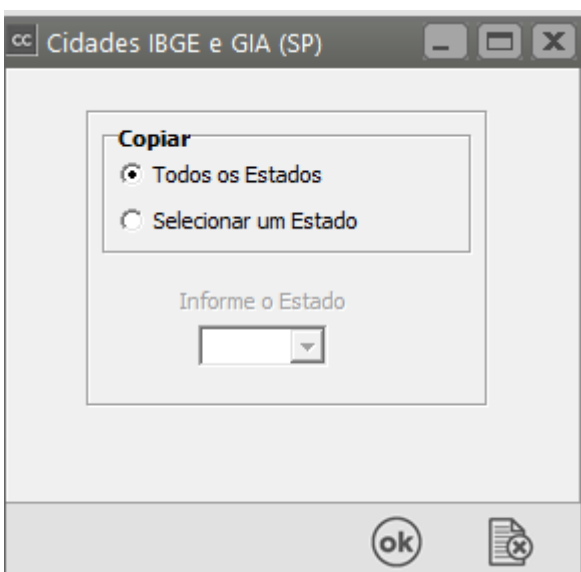 cc Cidades IBGE e GIA (SP)
Copiar
Todos os Estados
Selecionar um Estado
Informe o Estado
ok